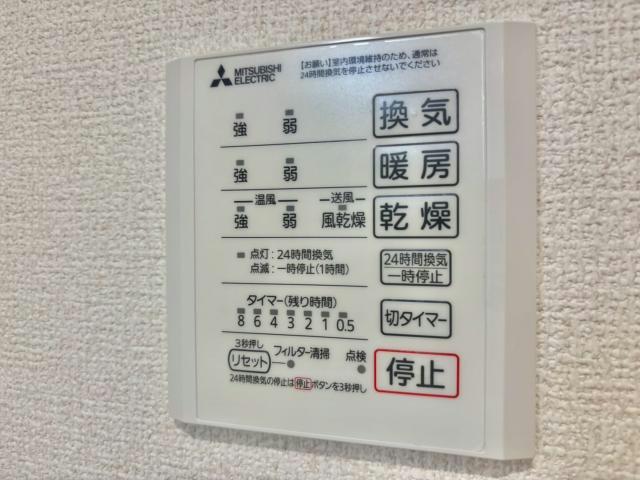 MITSUBISHI
ELECTRIC
【お願い】室内環境維持のため、通常は
24時間換気を停止させないでください
強 弱 換気
強 弱 暖房
温風 送風
強 弱 風乾燥 乾燥
点灯:24時間換気
点滅:一時停止(1時間)
24時間換気
一時停止
タイマー(残り時間)
8 6 4 3 2 1 0.5
切タイマー
3秒押し
リセット フィルター清掃 点検
停止
24時間換気の停止は停止ボタンを3秒押し